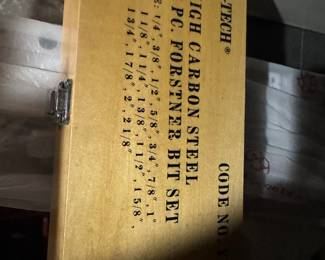 -TECH®
IGH CARBON STEEL
PC. FORSTNER BIT SET
: 1/4", 3/8", 1/2", 5/8", 3/4", 7/8", 1"
1 1/8", 1 1/4", 1 3/8", 1 1/2", 1 5/8",
1 3/4", 1 7/8", 2", 2 1/8"
CODE NO.